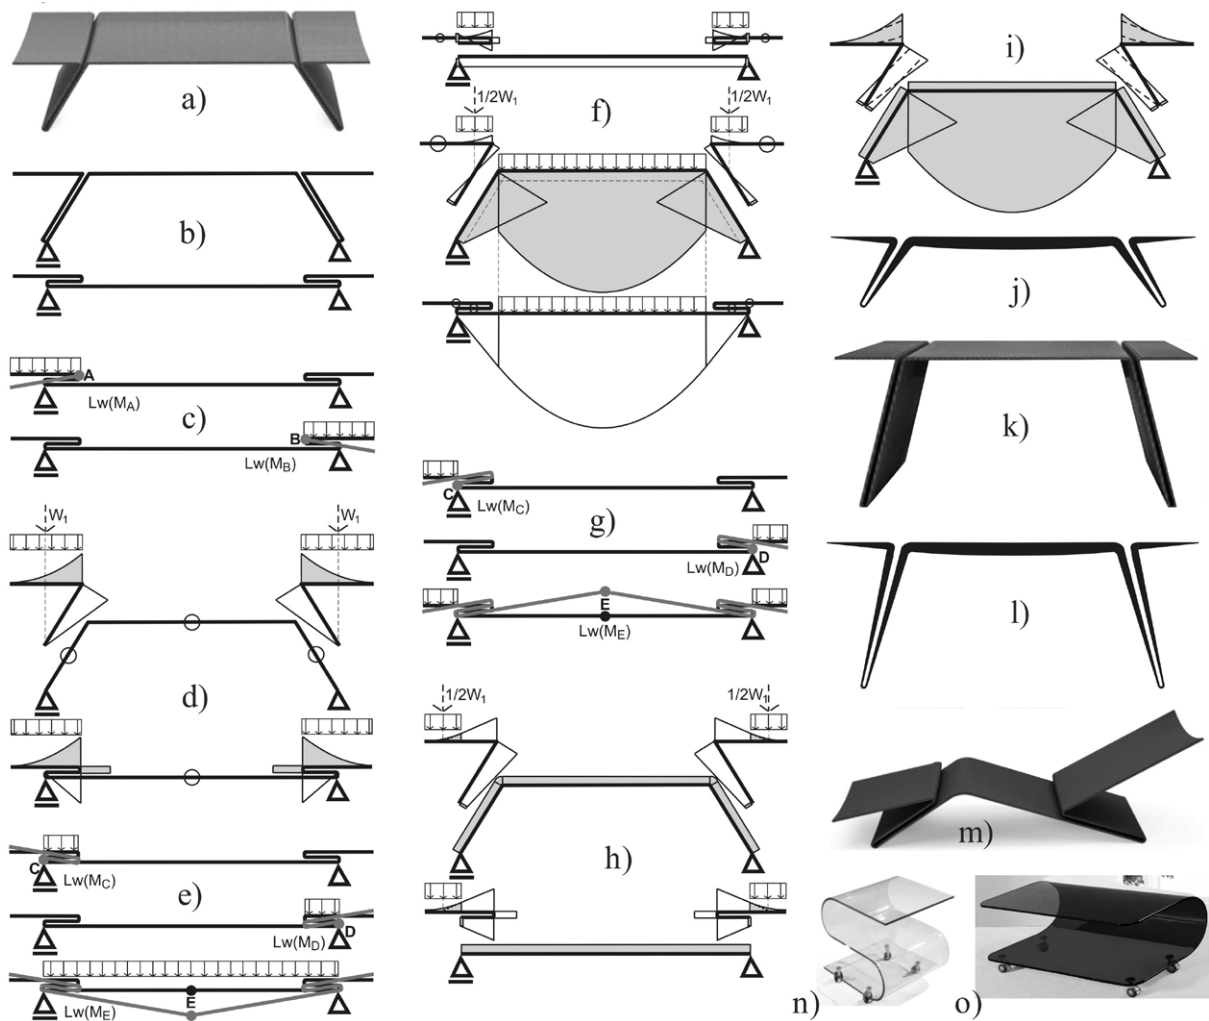 a)
b)
A
Lw(MA)
c)
B
Lw(MB)
W1 W1
d)
C
Lw(MC)
e)
D
Lw(MD)
E
Lw(ME)
f)
1/2W1 1/2W1
C
Lw(MC)
g)
D
Lw(MD)
E
Lw(ME)
1/2W1 1/2W1
h)
i)
j)
k)
l)
m)
n)
o)